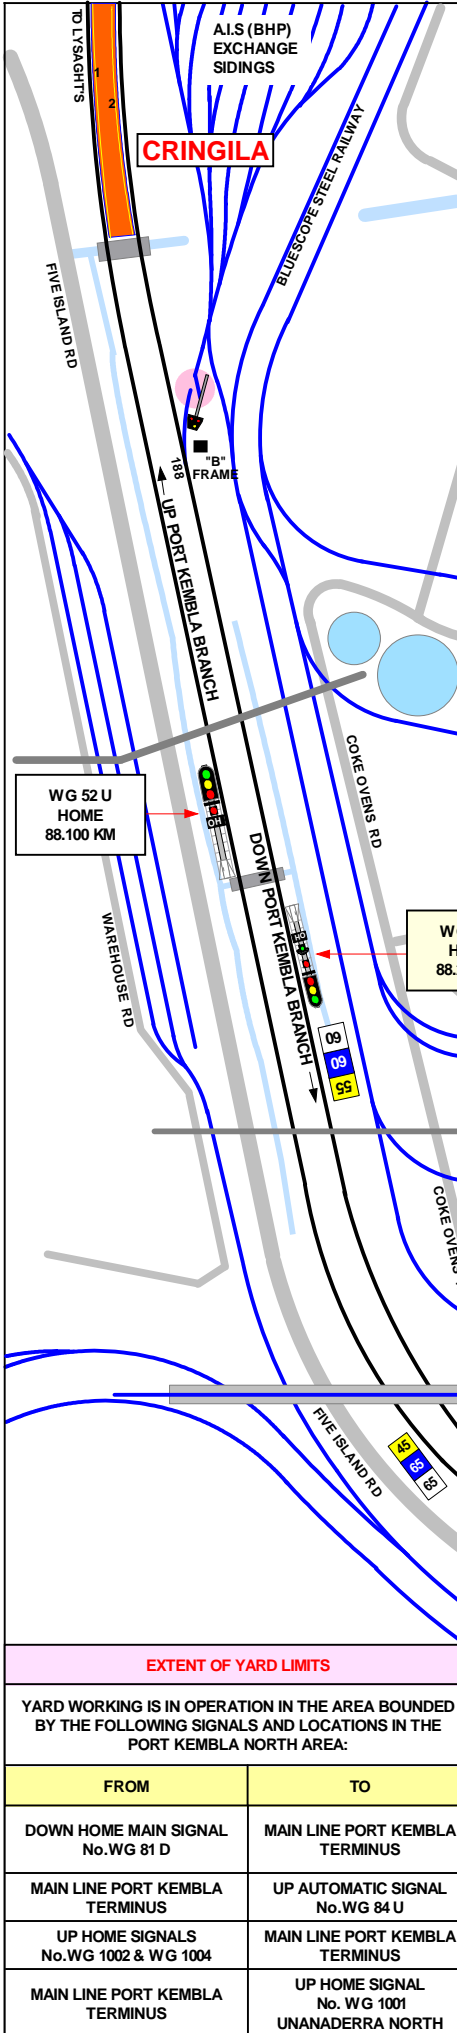 TO LYSAGHT'S
1
2
A.I.S (BHP)
EXCHANGE
SIDINGS
CRINGILA
BLUESCOPE STEEL RAILWAY
FIVE ISLAND RD
188
"B"
FRAME
UP PORT KEMBLA BRANCH
COKE OVENS RD
WG 52 U
HOME
88.100 KM
HO
DOWN PORT KEMBLA BRANCH
WAREHOUSE RD
88.
60
60
55
COKE OVENS
FIVE ISLAND RD
45
65
65
EXTENT OF YARD LIMITS
YARD WORKING IS IN OPERATION IN THE AREA BOUNDED
BY THE FOLLOWING SIGNALS AND LOCATIONS IN THE
PORT KEMBLA NORTH AREA:
FROM
TO
DOWN HOME MAIN SIGNAL
No.WG 81 D
MAIN LINE PORT KEMBLA
TERMINUS
MAIN LINE PORT KEMBLA
TERMINUS
UP AUTOMATIC SIGNAL
No.WG 84 U
UP HOME SIGNALS
No.WG 1002 & WG 1004
MAIN LINE PORT KEMBLA
TERMINUS
MAIN LINE PORT KEMBLA
TERMINUS
UP HOME SIGNAL
No. WG 1001
UNANADERRA NORTH